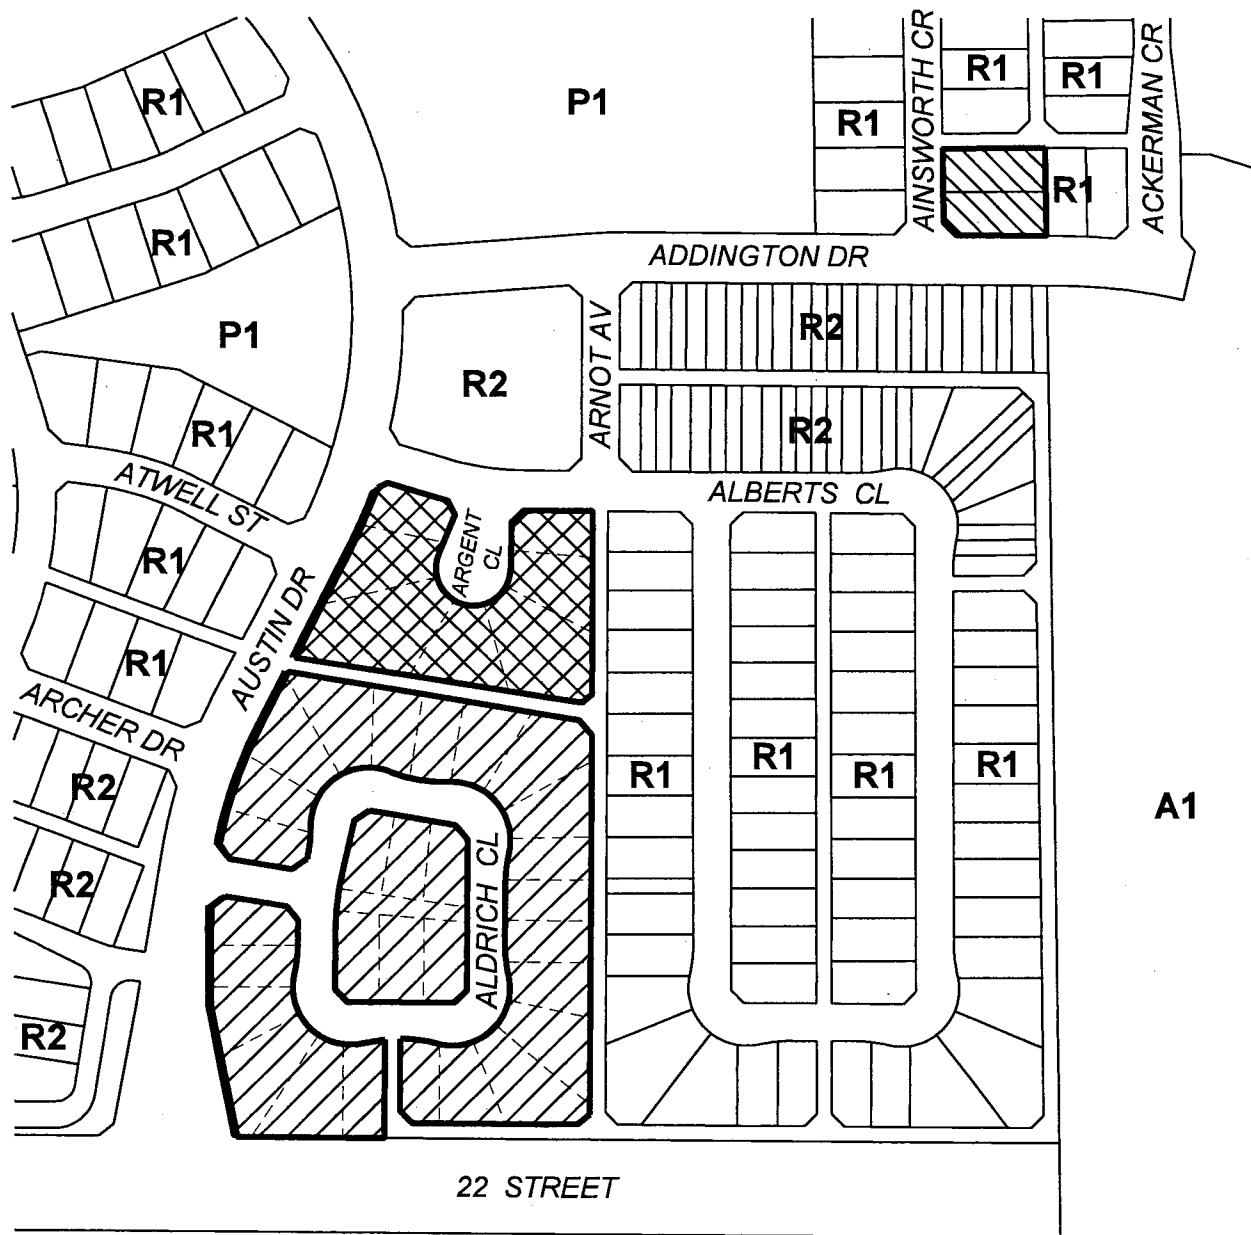 R1
P1
R1
R1
R1
AINSWORTH CR
ACKERMAN CR
R1
R1
ADDINGTON DR
P1
R2
R2
ARNOT AV
R1
R2
ATWELL ST
ALBERTS CL
ARGENT CL
R1
AUSTIN DR
R1
ARCHER DR
R2
R1
R1
R1
R1
A1
R2
ALDRICH CL
R2
22 STREET